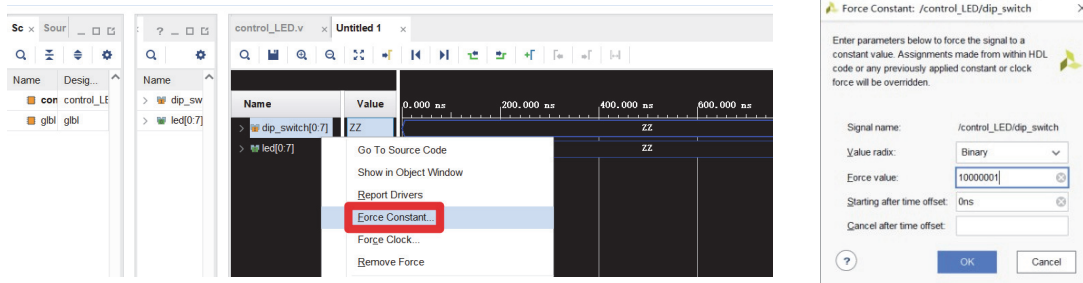 Sc × Sour
? _
control_LED.v × Untitled 1 ×
Name Desig...
con control_LE
glbl glbl
Name
dip_sw
led[0:7]
Name Value
0.000 ns 200.000 ns 400.000 ns 600.000 ns
dip_switch[0:7] ZZ ZZ
led[0:7] ZZ
Go To Source Code
Show in Object Window
Report Drivers
Force Constant...
Force Clock...
Remove Force
Force Constant: /control_LED/dip_switch ×
Enter parameters below to force the signal to a
constant value. Assignments made from within HDL
code or any previously applied constant or clock
force will be overridden.
Signal name: /control_LED/dip_switch
Value radix: Binary
Force value: 10000001
Starting after time offset: 0ns
Cancel after time offset:
? OK Cancel